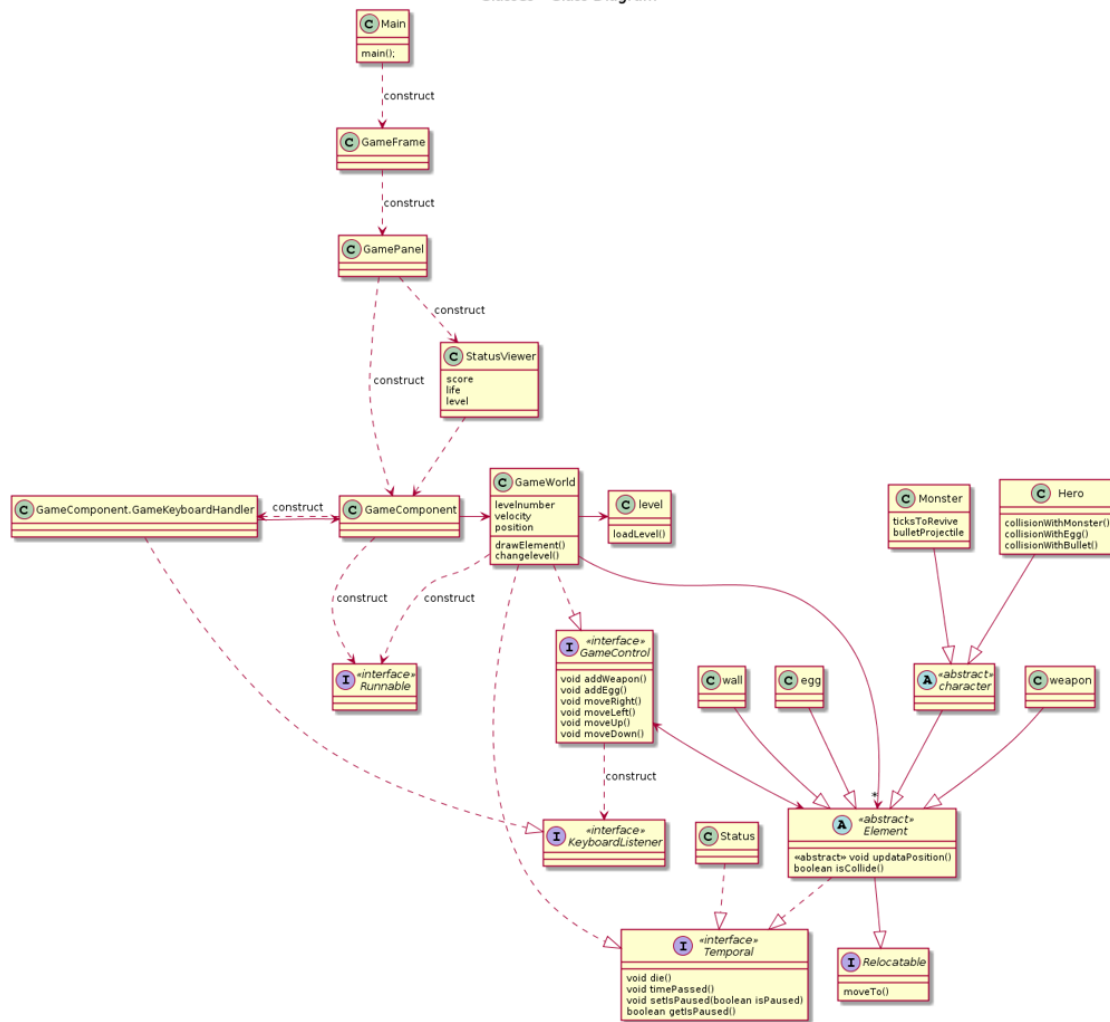 C Main
main();
construct
C GameFrame
construct
C GamePanel
construct
C StatusViewer
score
life
level
construct
C GameComponent.GameKeyboardHandler
construct
C GameComponent
C GameWorld
levelnumber
velocity
position
drawElement()
changelevel()
C level
loadLevel()
C Monster
ticksToRevive
bulletProjectile
C Hero
collisionWithMonster()
collisionWithEgg()
collisionWithBullet()
construct
construct
I «interface»
Runnable
I «interface»
GameControl
void addWeapon()
void addEgg()
void moveRight()
void moveLeft()
void moveUp()
void moveDown()
C wall
C egg
A «abstract»
character
C weapon
construct
*
I «interface»
KeyboardListener
C Status
A «abstract»
Element
«abstract» void updataPosition()
boolean isCollide()
I «interface»
Temporal
void die()
void timePassed()
void setIsPaused(boolean isPaused)
boolean getIsPaused()
I Relocatable
moveTo()